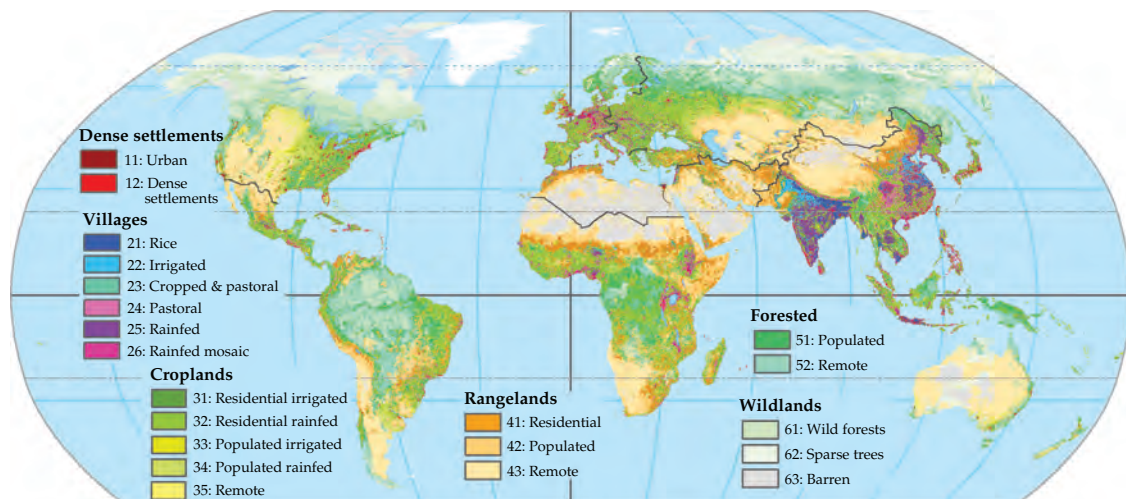 Dense settlements
11: Urban
12: Dense
settlements
Villages
21: Rice
22: Irrigated
23: Cropped & pastoral
24: Pastoral
25: Rainfed
26: Rainfed mosaic
Croplands
31: Residential irrigated
32: Residential rainfed
33: Populated irrigated
34: Populated rainfed
35: Remote
Rangelands
41: Residential
42: Populated
43: Remote
Forested
51: Populated
52: Remote
Wildlands
61: Wild forests
62: Sparse trees
63: Barren